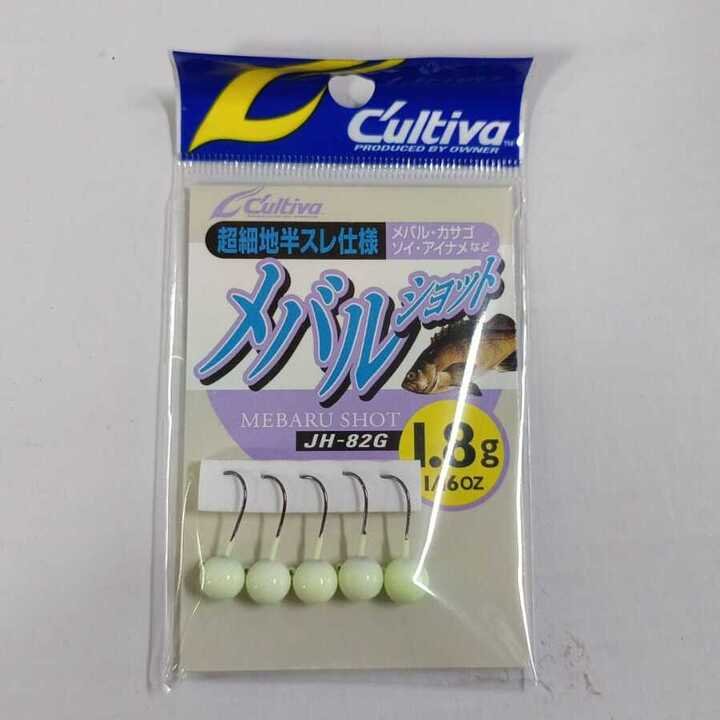 C'ultiva™
PRODUCED BY OWNER
C'ultiva
超細地半スレ仕様
メバル・カサゴ
ソイ・アイナメなど
メバル ショット
MEBARU SHOT
JH-82G
1.8g
1/16OZ